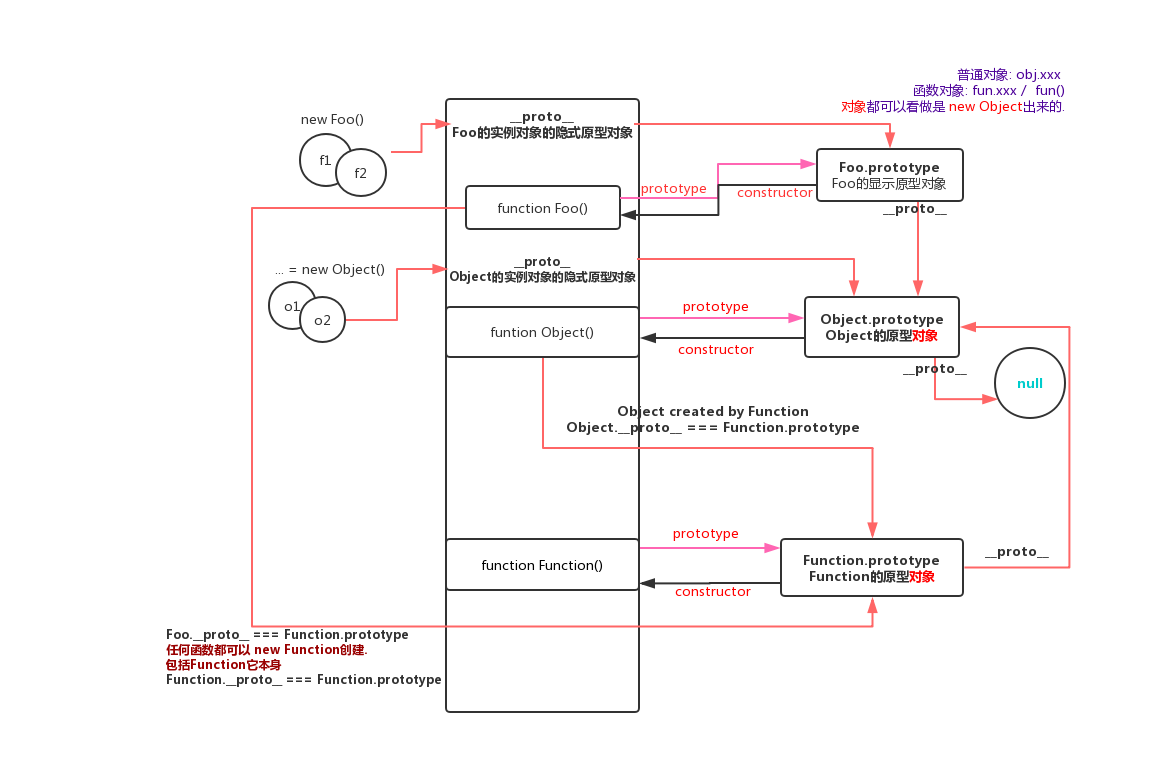 普通对象: obj.xxx
函数对象: fun.xxx /  fun()
对象都可以看做是 new Object出来的.
new Foo()
f1
f2
__proto__
Foo的实例对象的隐式原型对象
Foo.prototype
Foo的显示原型对象
prototype
constructor
__proto__
function Foo()
... = new Object()
o1
o2
__proto__
Object的实例对象的隐式原型对象
funtion Object()
prototype
constructor
Object.prototype
Object的原型对象
__proto__
null
Object created by Function
Object.__proto__ === Function.prototype
function Function()
prototype
constructor
Function.prototype
Function的原型对象
__proto__
Foo.__proto__ === Function.prototype
任何函数都可以 new Function创建.
包括Function它本身
Function.__proto__ === Function.prototype